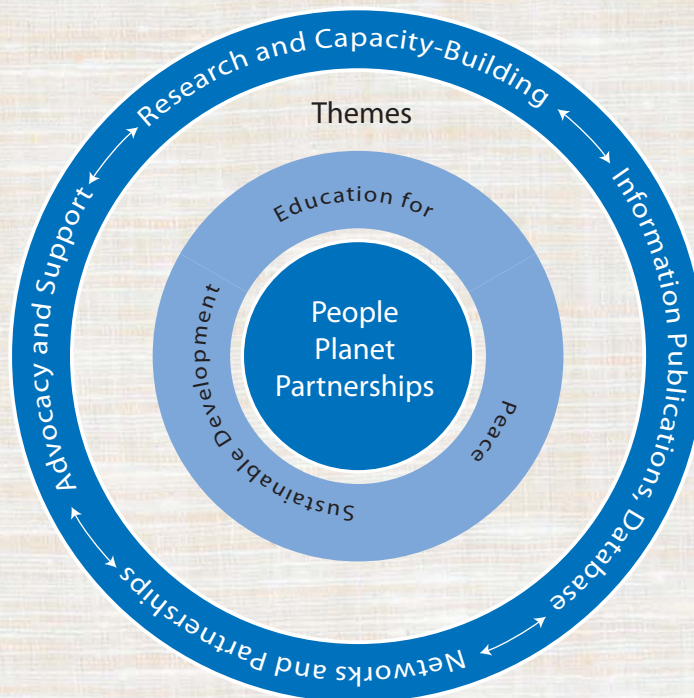 Research and Capacity-Building
Information Publications, Database
Networks and Partnerships
Advocacy and Support
Themes
Education for
Peace
Sustainable Development
People
Planet
Partnerships